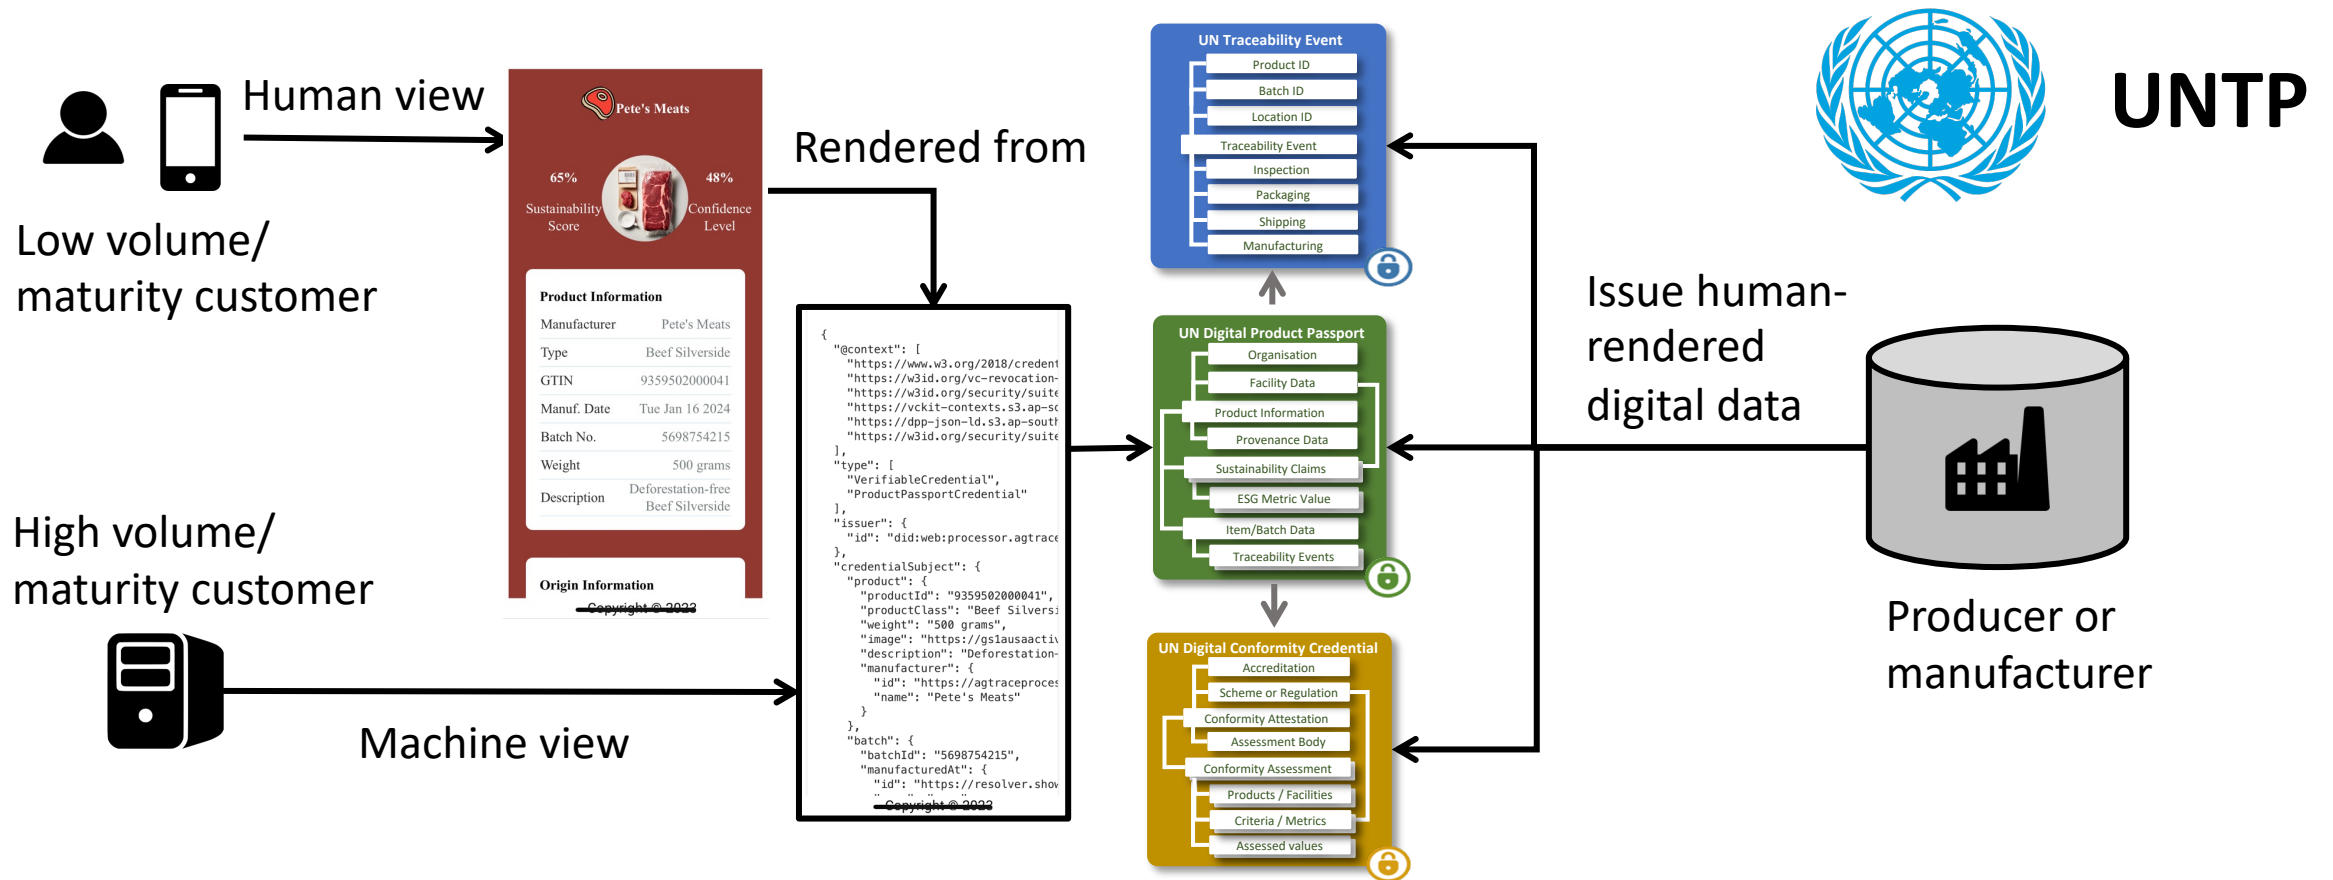 UNTP
Human view
Low volume/
maturity customer
High volume/
maturity customer
Machine view
Pete's Meats
65%
Sustainability
Score
48%
Confidence
Level
Product Information
Manufacturer Pete's Meats
Type Beef Silverside
GTIN 9359502000041
Manuf. Date Tue Jan 16 2024
Batch No. 5698754215
Weight 500 grams
Description Deforestation-free
Beef Silverside
Origin Information
Copyright © 2023
Rendered from
{
"@context": [
"https://www.w3.org/2018/credent
"https://w3id.org/vc-revocation-
"https://w3id.org/security/suite
"https://vckit-contexts.s3.ap-so
"https://dpp-json-ld.s3.ap-south
"https://w3id.org/security/suite
],
"type": [
"VerifiableCredential",
"ProductPassportCredential"
],
"issuer": {
"id": "did:web:processor.agtrace
},
"credentialSubject": {
"product": {
"productId": "9359502000041",
"productClass": "Beef Silversi
"weight": "500 grams",
"image": "https://gs1ausaactiv
"description": "Deforestation-
"manufacturer": {
"id": "https://agtraceproces
"name": "Pete's Meats"
}
},
"batch": {
"batchId": "5698754215",
"manufacturedAt": {
"id": "https://resolver.show
Copyright © 2023
UN Traceability Event
Product ID
Batch ID
Location ID
Traceability Event
Inspection
Packaging
Shipping
Manufacturing
UN Digital Product Passport
Organisation
Facility Data
Product Information
Provenance Data
Sustainability Claims
ESG Metric Value
Item/Batch Data
Traceability Events
UN Digital Conformity Credential
Accreditation
Scheme or Regulation
Conformity Attestation
Assessment Body
Conformity Assessment
Products / Facilities
Criteria / Metrics
Assessed values
Issue human-
rendered
digital data
Producer or
manufacturer